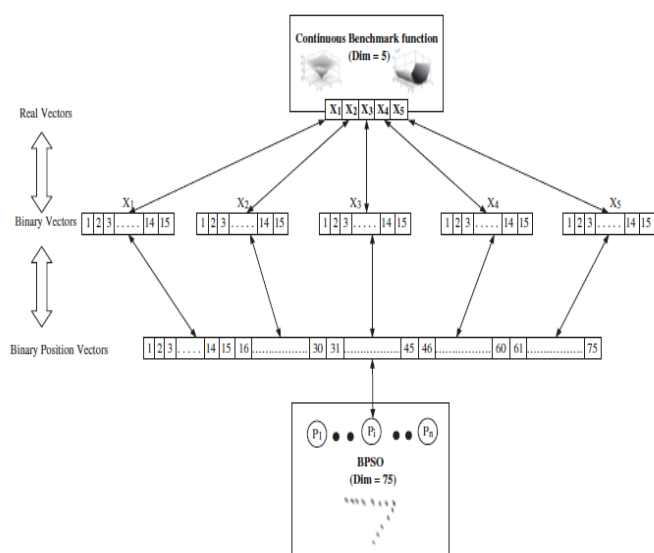 Continuous Benchmark function
(Dim = 5)
Real Vectors
X1 X2 X3 X4 X5
X1 X2 X3 X4 X5
Binary Vectors
1 2 3 ..... 14 15 1 2 3 ..... 14 15 1 2 3 ..... 14 15 1 2 3 ..... 14 15 1 2 3 ..... 14 15
Binary Position Vectors
1 2 3 ..... 14 15 16 ................. 30 31 ................. 45 46 ................. 60 61 ................. 75
P1 Pi Pn
BPSO
(Dim = 75)